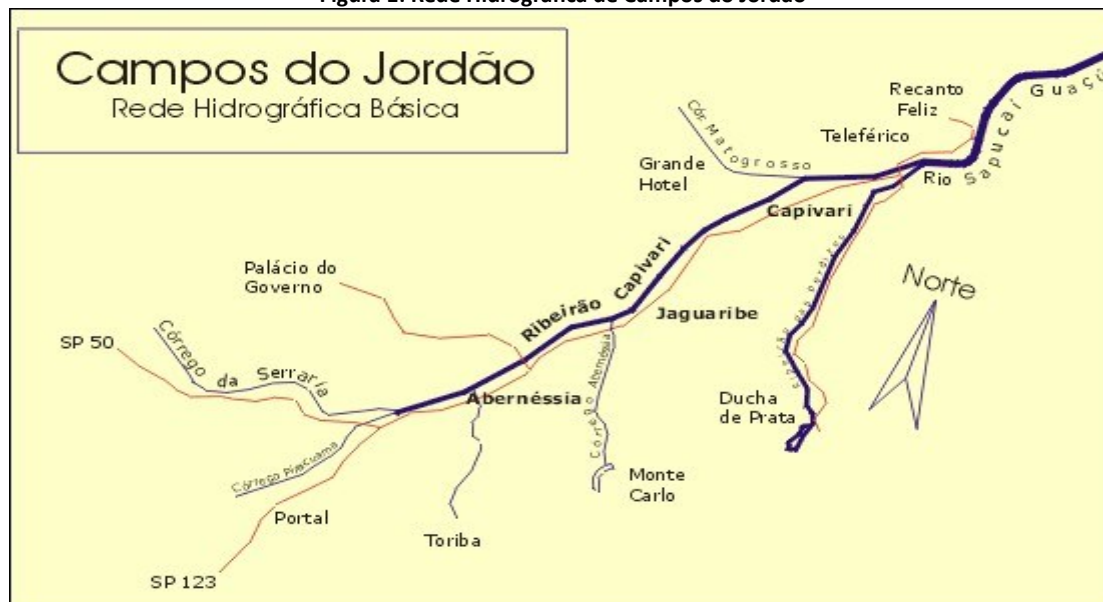 Figura 1. Rede Hidrográfica de Campos do Jordão
Campos do Jordão
Rede Hidrográfica Básica
Recanto
Feliz
Sapucaí Guaçú
Rio
Teleférico
Cór. Matogrosso
Grande
Hotel
Capivari
Norte
Palácio do
Governo
Ribeirão Capivari
Jaguaribe
SP 50
Córrego da Serraria
Abernéssia
Córrego Abernéssia
Ducha
de Prata
Córrego Piracuama
Portal
Monte
Carlo
Toriba
SP 123